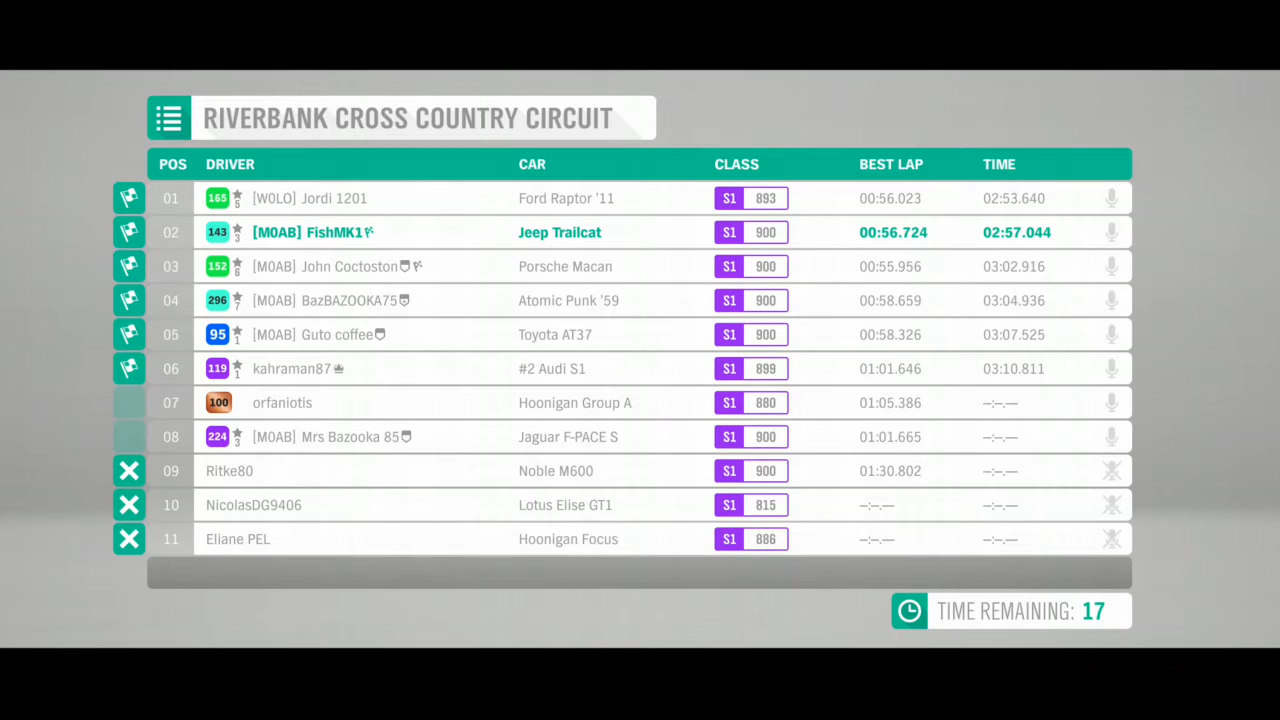 RIVERBANK CROSS COUNTRY CIRCUIT
POS DRIVER CAR CLASS BEST LAP TIME
01 165 5 [W0LO] Jordi 1201 Ford Raptor '11 S1 893 00:56.023 02:53.640
02 143 3 [M0AB] FishMK1 Jeep Trailcat S1 900 00:56.724 02:57.044
03 152 6 [M0AB] John Coctoston Porsche Macan S1 900 00:55.956 03:02.916
04 296 7 [M0AB] BazBAZOOKA75 Atomic Punk '59 S1 900 00:58.659 03:04.936
05 95 1 [M0AB] Guto coffee Toyota AT37 S1 900 00:58.326 03:07.525
06 119 1 kahraman87 #2 Audi S1 S1 899 01:01.646 03:10.811
07 100 orfaniotis Hoonigan Group A S1 880 01:05.386 --:--.---
08 224 3 [M0AB] Mrs Bazooka 85 Jaguar F-PACE S S1 900 01:01.665 --:--.---
09 Ritke80 Noble M600 S1 900 01:30.802 --:--.---
10 NicolasDG9406 Lotus Elise GT1 S1 815 --:--.--- --:--.---
11 Eliane PEL Hoonigan Focus S1 886 --:--.--- --:--.---
TIME REMAINING: 17